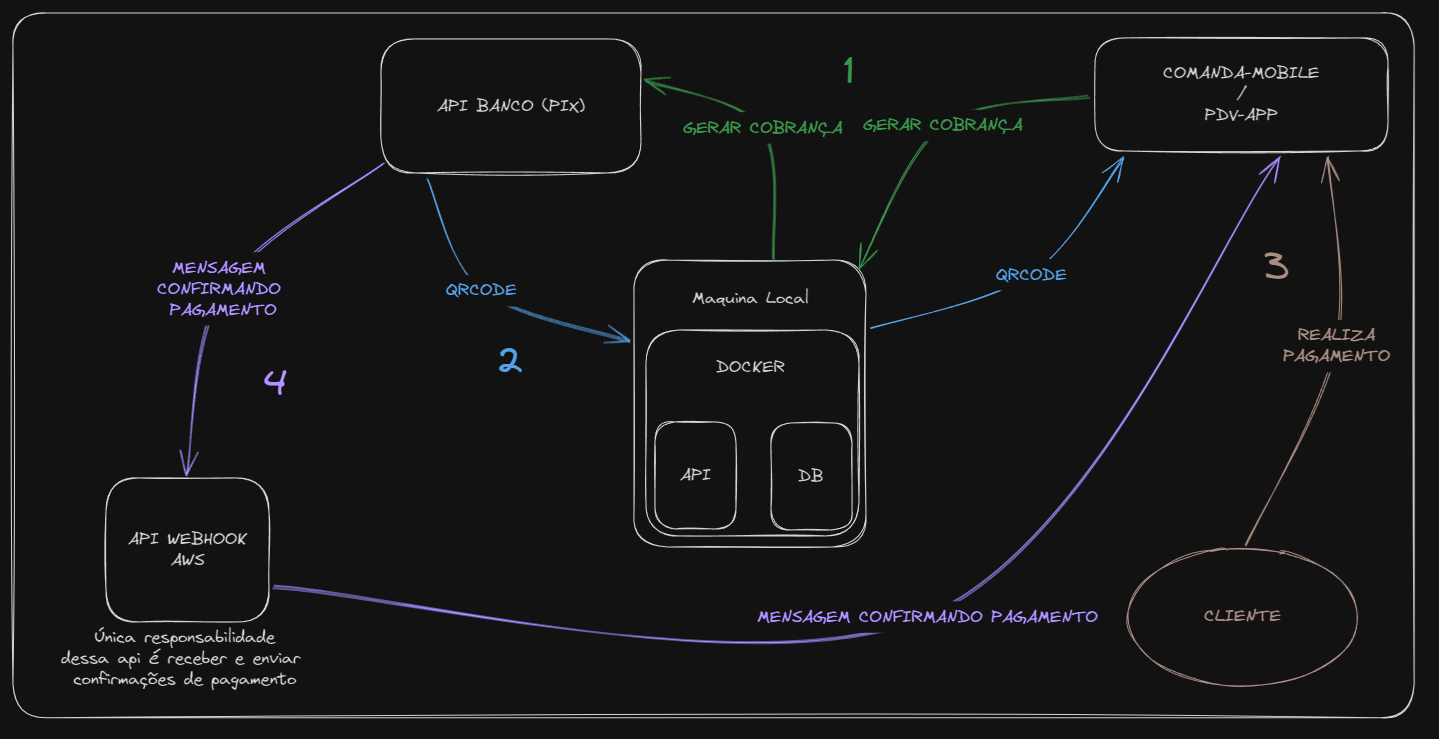 1
API BANCO (PIX)
COMANDA-MOBILE
/
PDV-APP
GERAR COBRANÇA
GERAR COBRANÇA
MENSAGEM
CONFIRMANDO
PAGAMENTO
QRCODE
QRCODE
3
Maquina Local
REALIZA
PAGAMENTO
2
4
DOCKER
API
DB
API WEBHOOK
AWS
MENSAGEM CONFIRMANDO PAGAMENTO
CLIENTE
Única responsabilidade
dessa api é receber e enviar
confirmações de pagamento